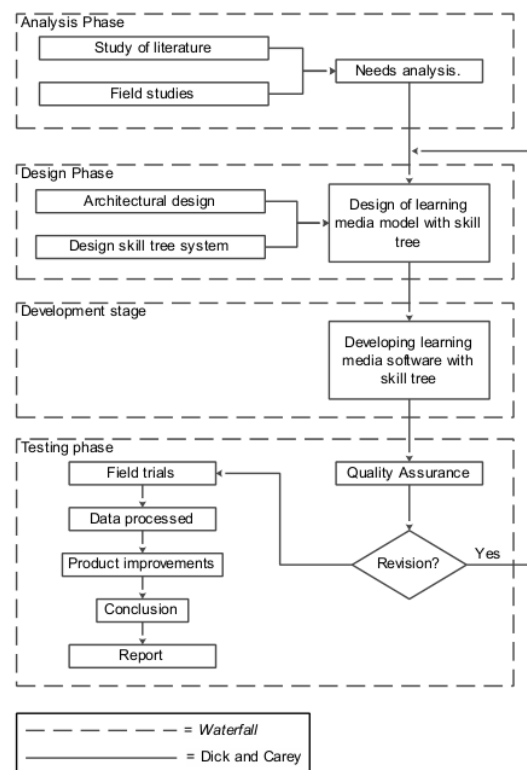 Analysis Phase
Study of literature
Field studies
Needs analysis.
Design Phase
Architectural design
Design skill tree system
Design of learning
media model with skill
tree
Development stage
Developing learning
media software with
skill tree
Testing phase
Field trials
Quality Assurance
Data processed
Product improvements
Revision?
Yes
Conclusion
Report
= Waterfall
= Dick and Carey